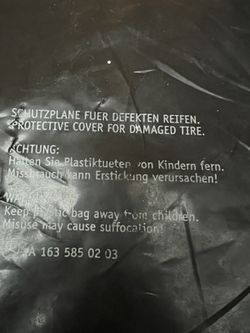 SCHUTZPLANE FUER DEFEKTEN REIFEN.
PROTECTIVE COVER FOR DAMAGED TIRE.
ACHTUNG:
Halten Sie Plastiktueten von Kindern fern.
Missbrauch kann Erstickung verursachen!
Keep plastic bag away from children.
Misuse may cause suffocation!
A 163 585 02 03